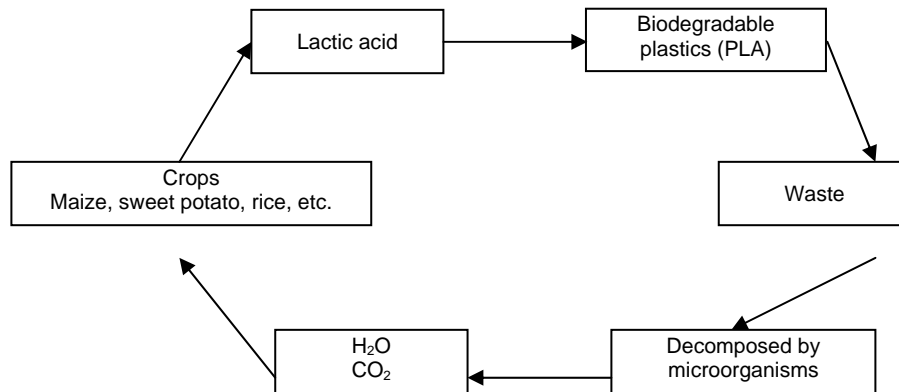 Lactic acid
Biodegradable
plastics (PLA)
Crops
Maize, sweet potato, rice, etc.
Waste
H₂O
CO₂
Decomposed by
microorganisms